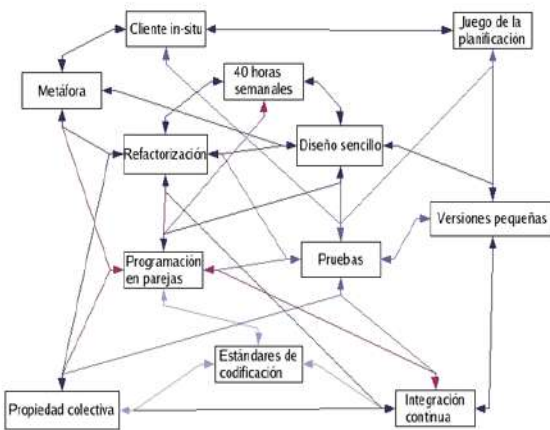 Cliente in-situ
Juego de la
planificación
40 horas
semanales
Metáfora
Refactorización
Diseño sencillo
Versiones pequeñas
Programación
en parejas
Pruebas
Estándares de
codificación
Propiedad colectiva
Integración
continua